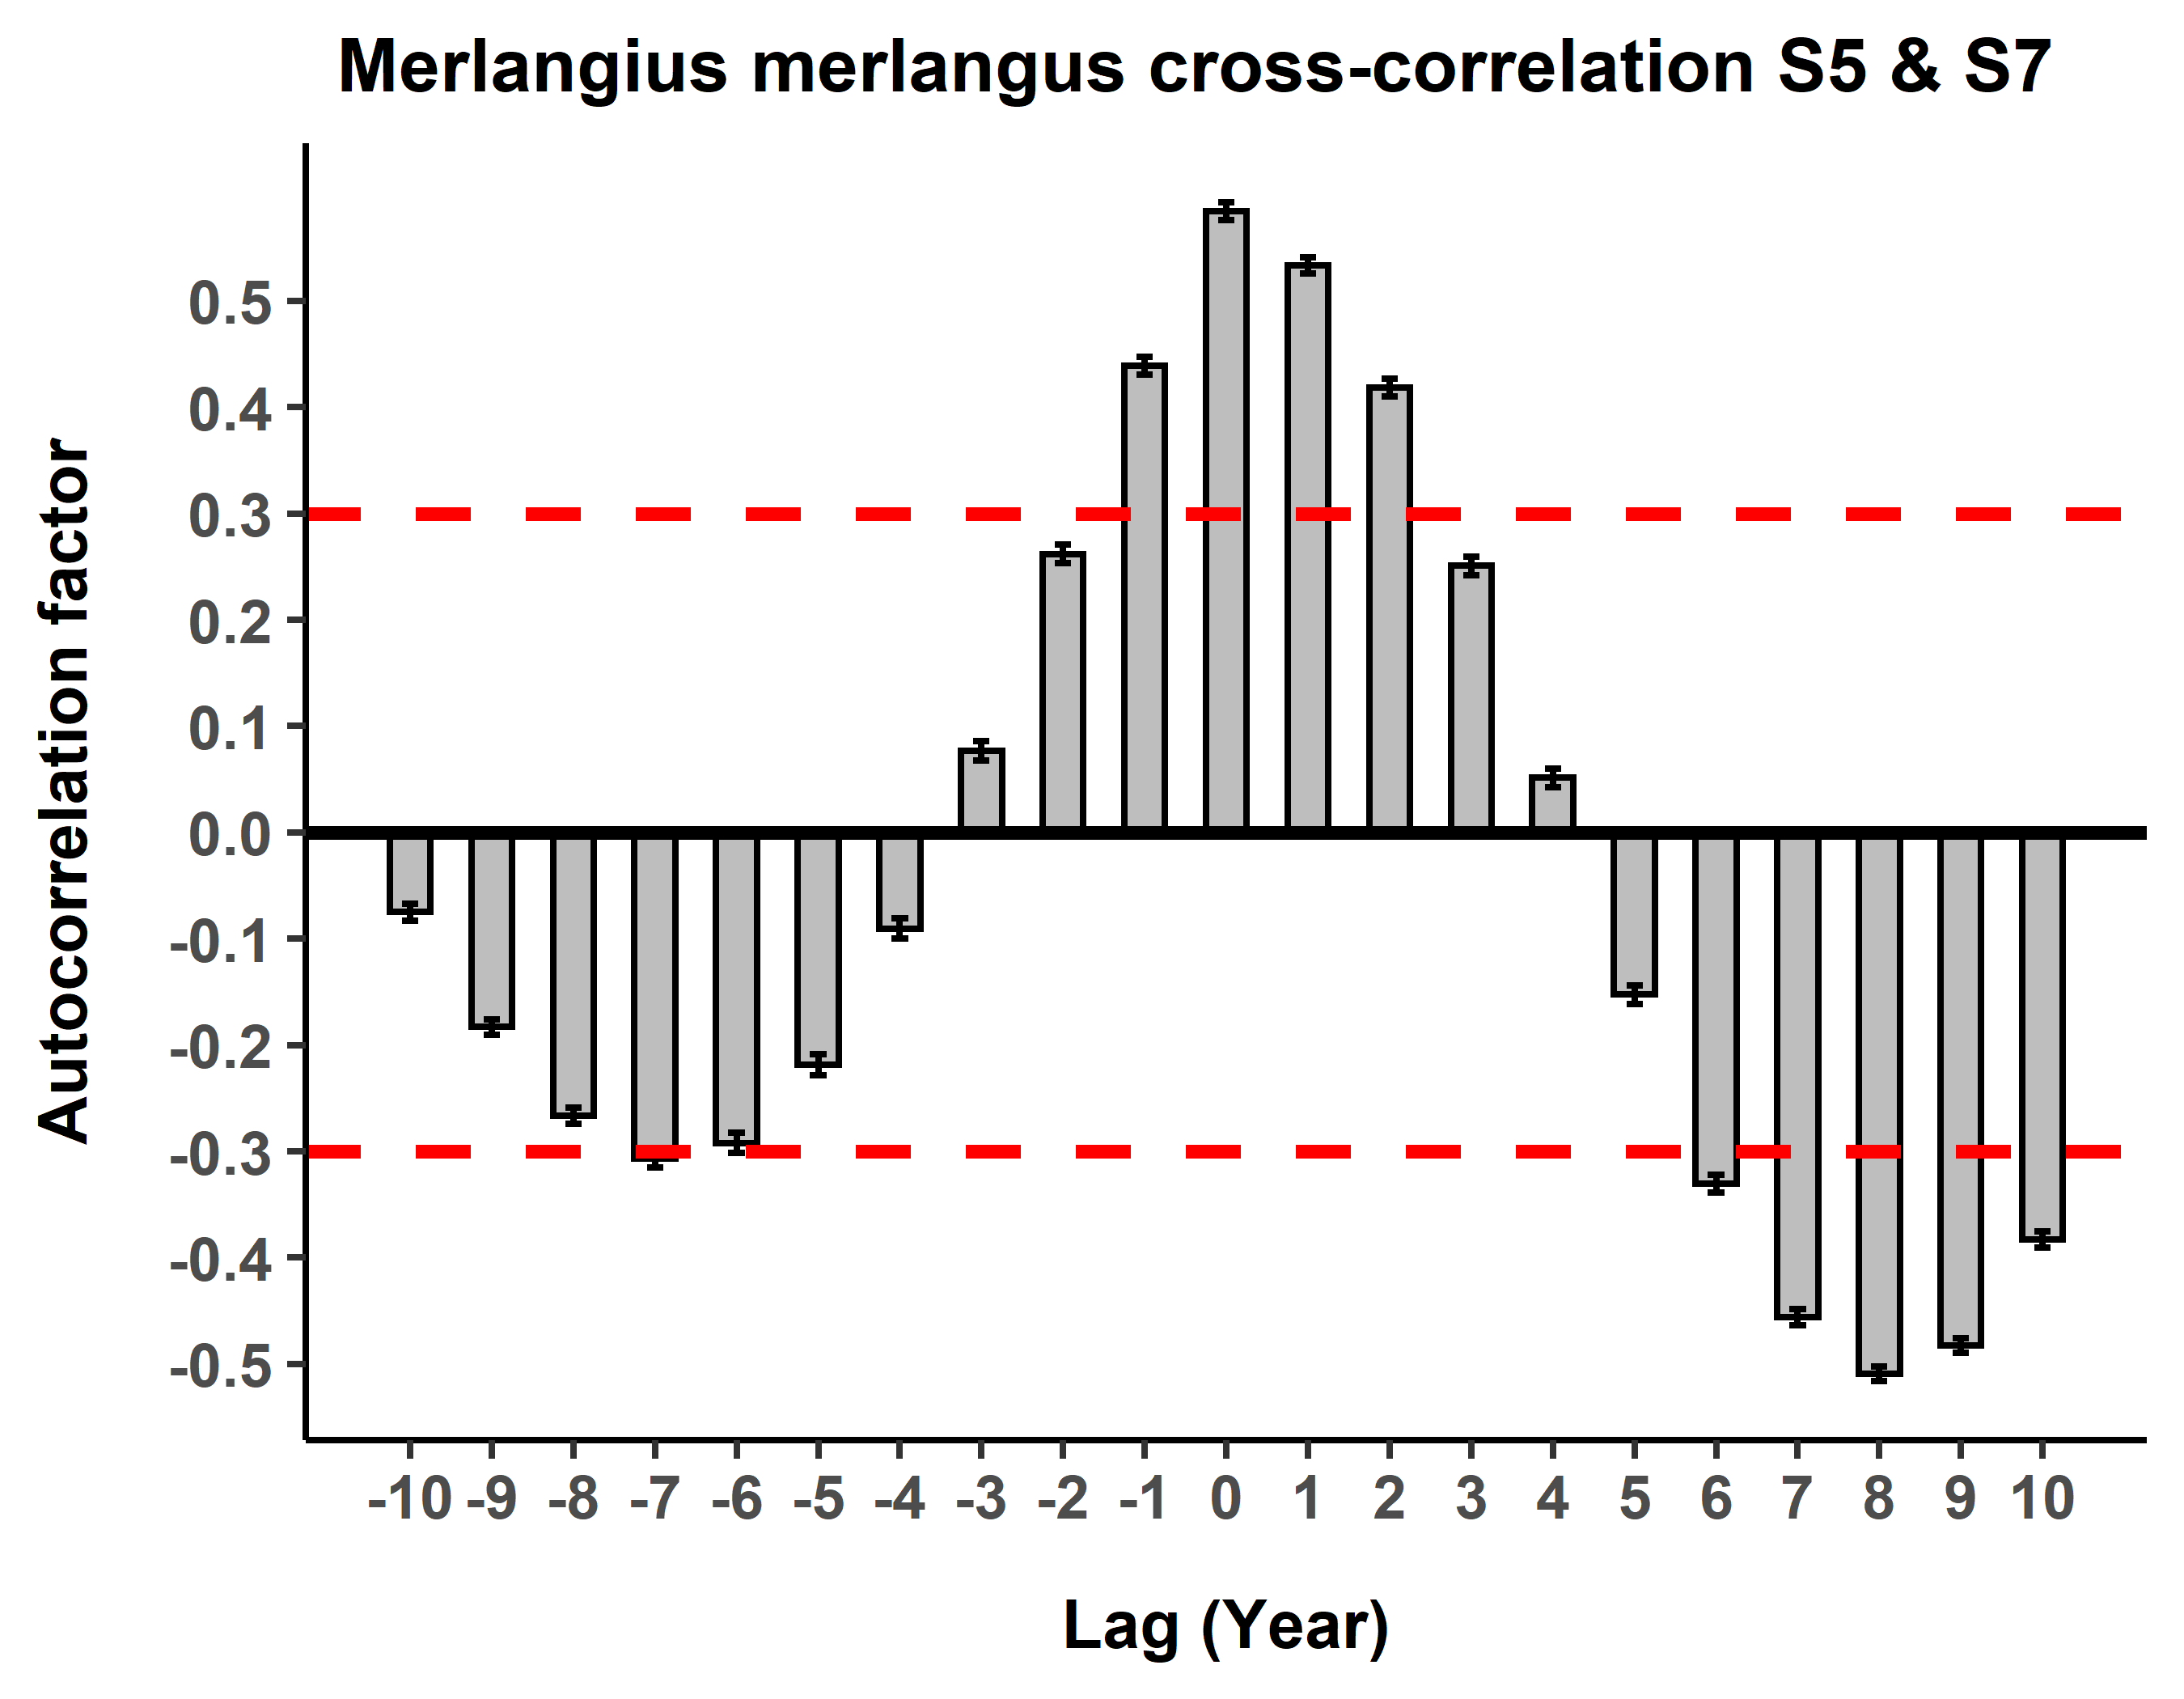 Merlangius merlangus cross-correlation S5 & S7
Autocorrelation factor
0.5
0.4
0.3
0.2
0.1
0.0
-0.1
-0.2
-0.3
-0.4
-0.5
-10 -9 -8 -7 -6 -5 -4 -3 -2 -1 0 1 2 3 4 5 6 7 8 9 10
Lag (Year)